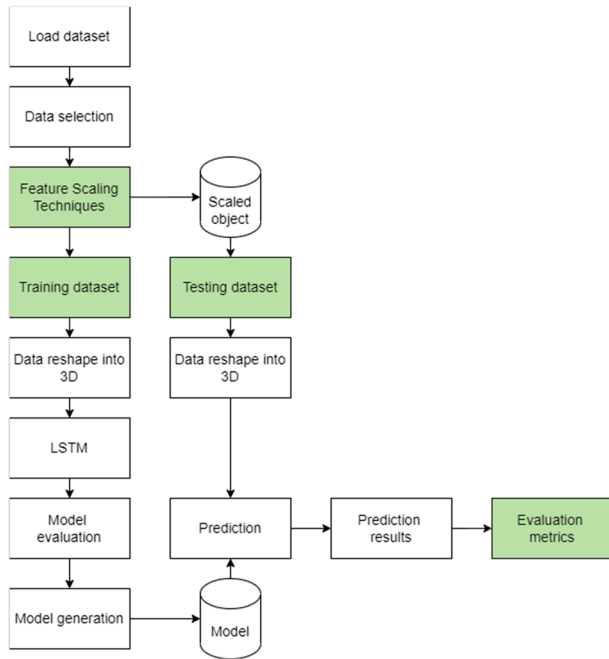 Load dataset
Data selection
Feature Scaling
Techniques
Scaled
object
Training dataset
Testing dataset
Data reshape into
3D
Data reshape into
3D
LSTM
Model
evaluation
Prediction
Prediction
results
Evaluation
metrics
Model generation
Model